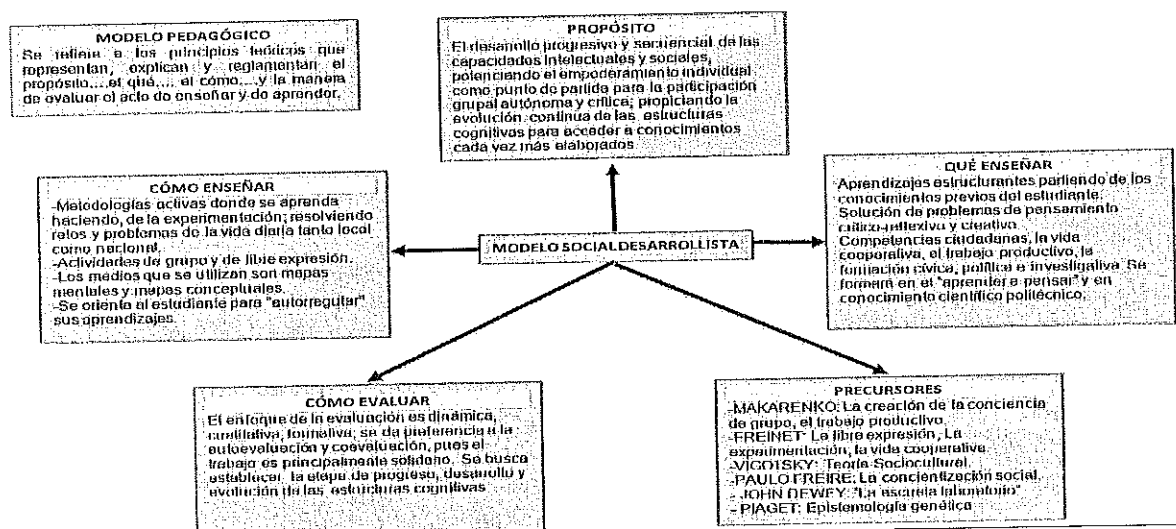 MODELO PEDAGÓGICO
Se refiere a los principios teóricos que
representan, explican y reglamentan el
propósito....el qué.... el cómo....y la manera
de evaluar el acto de enseñar y de aprender.
PROPÓSITO
El desarrollo progresivo y secuencial de las
capacidades intelectuales y sociales,
potenciando el empoderamiento individual
como punto de partida para la participación
grupal autónoma y crítica; propiciando la
evolución continua de las estructuras
cognitivas para acceder a conocimientos
cada vez más elaborados
CÓMO ENSEÑAR
-Metodologías activas donde se aprenda
haciendo, de la experimentación; resolviendo
retos y problemas de la vida diaria tanto local
como nacional.
-Actividades de grupo y de libre expresión.
-Los medios que se utilizan son mapas
mentales y mapas conceptuales.
-Se orienta al estudiante para "autorregular"
sus aprendizajes.
MODELO SOCIAL DESARROLLISTA
QUÉ ENSEÑAR
Aprendizajes estructurantes partiendo de los
conocimientos previos del estudiante.
Solución de problemas de pensamiento
crítico-reflexivo y creativo.
Competencias ciudadanas, la vida
cooperativa, el trabajo productivo, la
formación cívica, política e investigativa. Se
formará en el "aprender a pensar" y en
conocimiento científico politécnico.
CÓMO EVALUAR
El enfoque de la evaluación es dinámica,
cualitativa, formativa; se da preferencia a la
autoevaluación y coevaluación, pues el
trabajo es principalmente solidario. Se busca
establecer la etapa de progreso, desarrollo y
evolución de las estructuras cognitivas
PRECURSORES
-MAKARENKO: La creación de la conciencia
de grupo, el trabajo productivo.
-FREINET: La libre expresión, La
experimentación, la vida cooperativa.
-VIGOTSKY: Teoría Sociocultural.
-PAULO FREIRE: La concientización social.
- JOHN DEWEY: "La escuela laboratorio"
- PIAGET: Epistemología genética